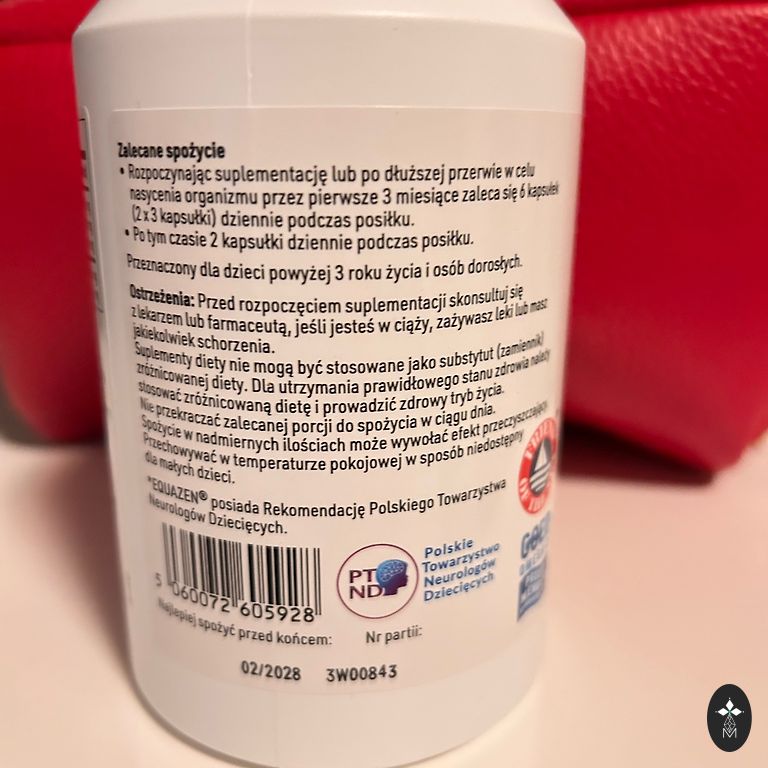 Zalecane spożycie
• Rozpoczynając suplementację lub po dłuższej przerwie w celu
nasycenia organizmu przez pierwsze 3 miesiące zaleca się 6 kapsułek
(2 x 3 kapsułki) dziennie podczas posiłku.
• Po tym czasie 2 kapsułki dziennie podczas posiłku.
Przeznaczony dla dzieci powyżej 3 roku życia i osób dorosłych.
Ostrzeżenia: Przed rozpoczęciem suplementacji skonsultuj się
z lekarzem lub farmaceutą, jeśli jesteś w ciąży, zażywasz leki lub masz
jakiekolwiek schorzenia.
Suplementy diety nie mogą być stosowane jako substytut (zamiennik)
zróżnicowanej diety. Dla utrzymania prawidłowego stanu zdrowia należy
stosować zróżnicowaną dietę i prowadzić zdrowy tryb życia.
Nie przekraczać zalecanej porcji do spożycia w ciągu dnia.
Spożycie w nadmiernych ilościach może wywołać efekt przeczyszczający.
Przechowywać w temperaturze pokojowej w sposób niedostępny
dla małych dzieci.
*EQUAZEN® posiada Rekomendację Polskiego Towarzystwa
Neurologów Dziecięcych.
5 060072 605928
PT
ND
Polskie
Towarzystwo
Neurologów
Dziecięcych
Najlepiej spożyć przed końcem:
Nr partii:
02/2028
3W00843
M